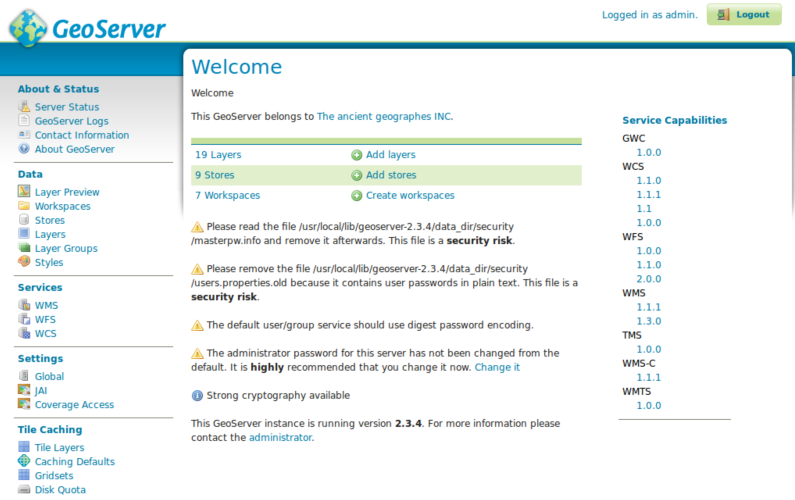 GeoServer
Logged in as admin.
Logout
About & Status
Server Status
GeoServer Logs
Contact Information
About GeoServer
Data
Layer Preview
Workspaces
Stores
Layers
Layer Groups
Styles
Services
WMS
WFS
WCS
Settings
Global
JAI
Coverage Access
Tile Caching
Tile Layers
Caching Defaults
Gridsets
Disk Quota
Welcome
Welcome
This GeoServer belongs to The ancient geographes INC.
19 Layers Add layers
9 Stores Add stores
7 Workspaces Create workspaces
Please read the file /usr/local/lib/geoserver-2.3.4/data_dir/security
/masterpw.info and remove it afterwards. This file is a security risk.
Please remove the file /usr/local/lib/geoserver-2.3.4/data_dir/security
/users.properties.old because it contains user passwords in plain text. This file is a
security risk.
The default user/group service should use digest password encoding.
The administrator password for this server has not been changed from the
default. It is highly recommended that you change it now. Change it
Strong cryptography available
This GeoServer instance is running version 2.3.4. For more information please
contact the administrator.
Service Capabilities
GWC
1.0.0
WCS
1.1.0
1.1.1
1.1
1.0.0
WFS
1.0.0
1.1.0
2.0.0
WMS
1.1.1
1.3.0
TMS
1.0.0
WMS-C
1.1.1
WMTS
1.0.0